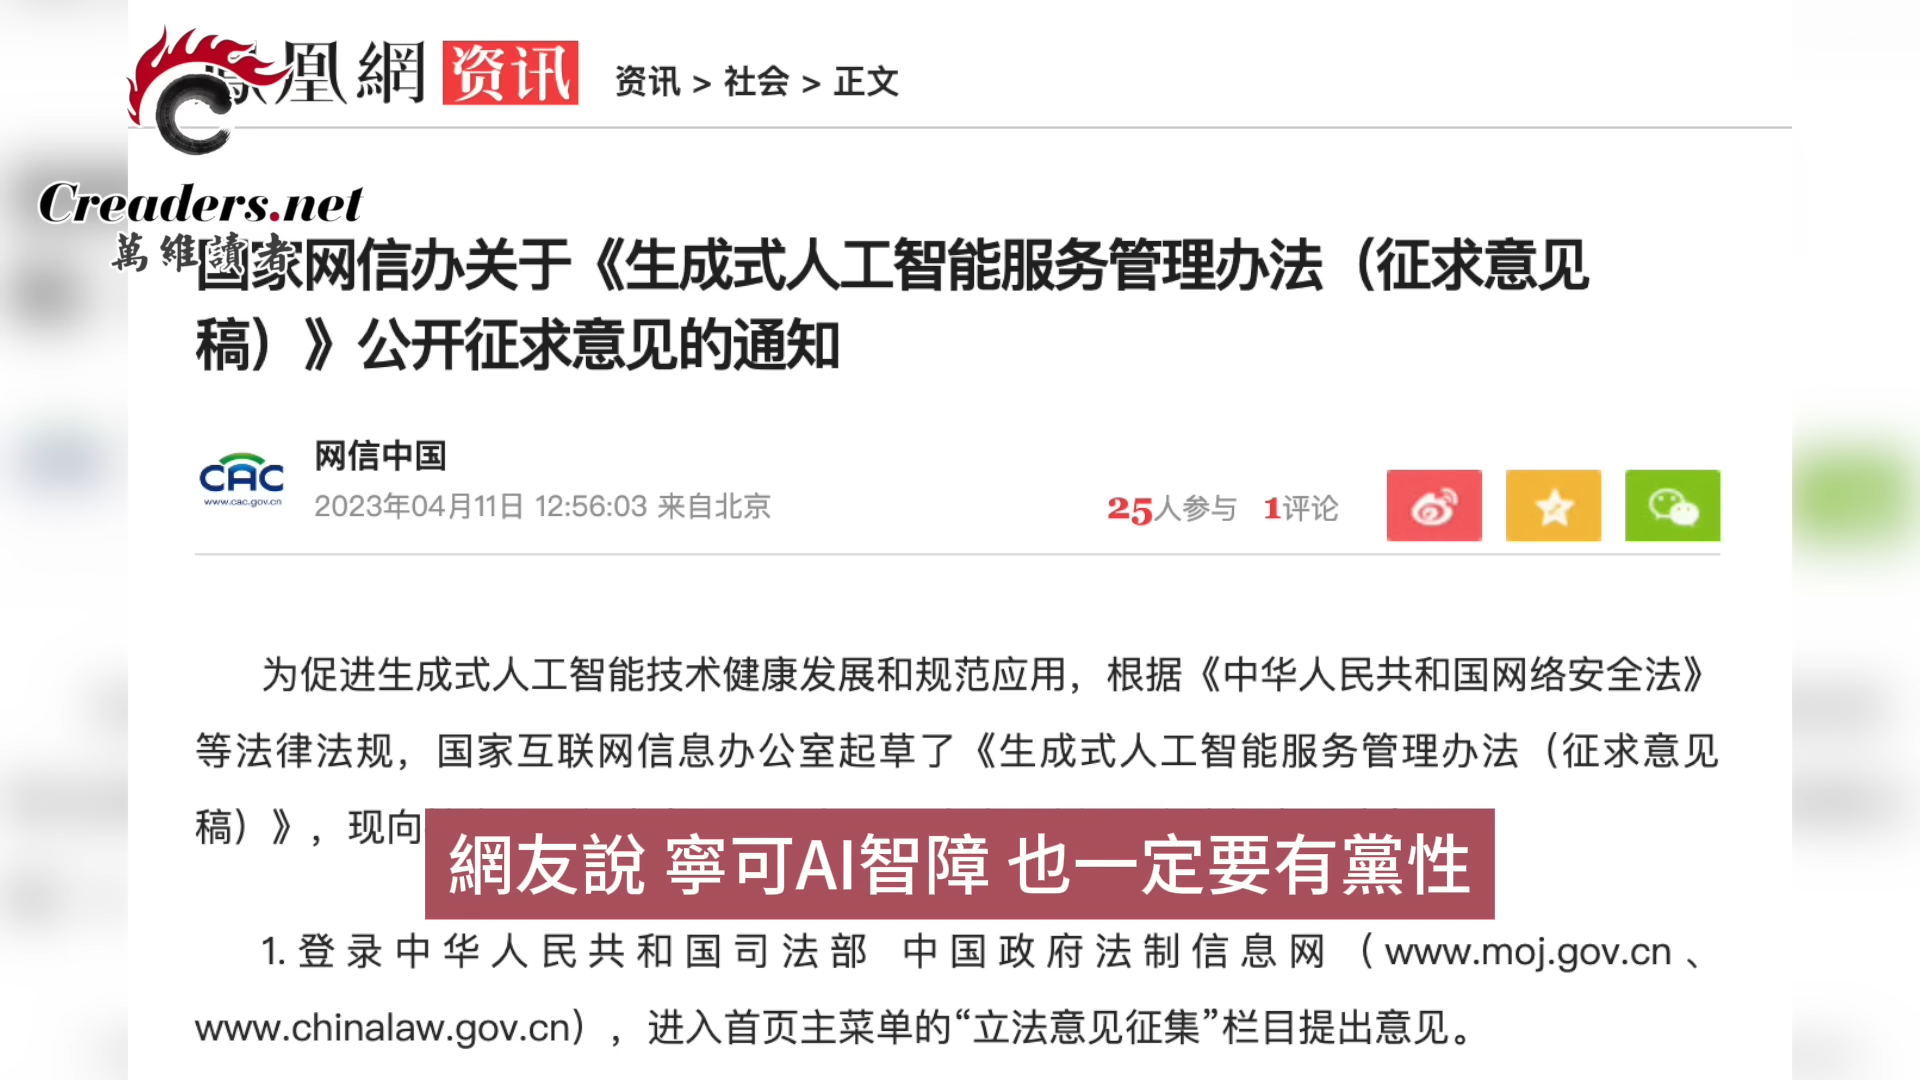 凰網 资讯 资讯 > 社会 > 正文
Creaders.net
萬維讀者
国家网信办关于《生成式人工智能服务管理办法（征求意见
稿）》公开征求意见的通知
网信中国
CAC
www.cac.gov.cn
2023年04月11日 12:56:03 来自北京
25人参与 1评论
为促进生成式人工智能技术健康发展和规范应用，根据《中华人民共和国网络安全法》
等法律法规，国家互联网信息办公室起草了《生成式人工智能服务管理办法（征求意见
稿）》，现向
網友說 寧可AI智障 也一定要有黨性
1.登录中华人民共和国司法部 中国政府法制信息网（www.moj.gov.cn、
www.chinalaw.gov.cn），进入首页主菜单的“立法意见征集”栏目提出意见。